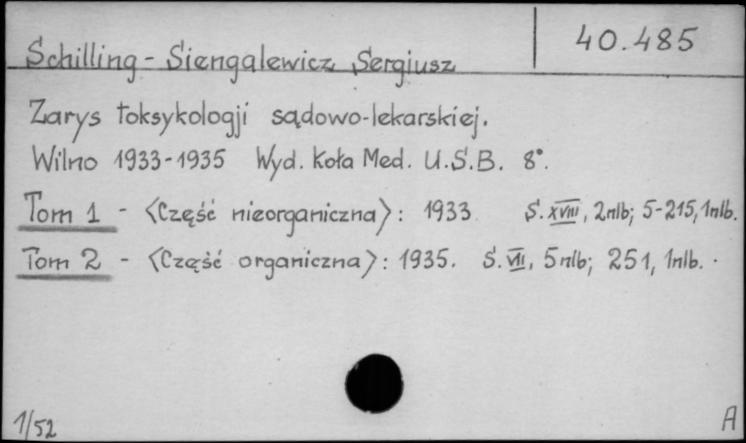 40.485
Schilling-Siengalewicz, Sergiusz
Zarys toksykologji sądowo-lekarskiej.
Wilno 1933-1935 Wyd. Koła Med. U.S.B. 8°.
Tom 1 - <Część nieorganiczna>: 1933 S. XVIII, 2nlb; 5-215, 1nlb.
Tom 2 - <Część organiczna>: 1935. S. VII, 5nlb; 251, 1nlb.
1/52
A